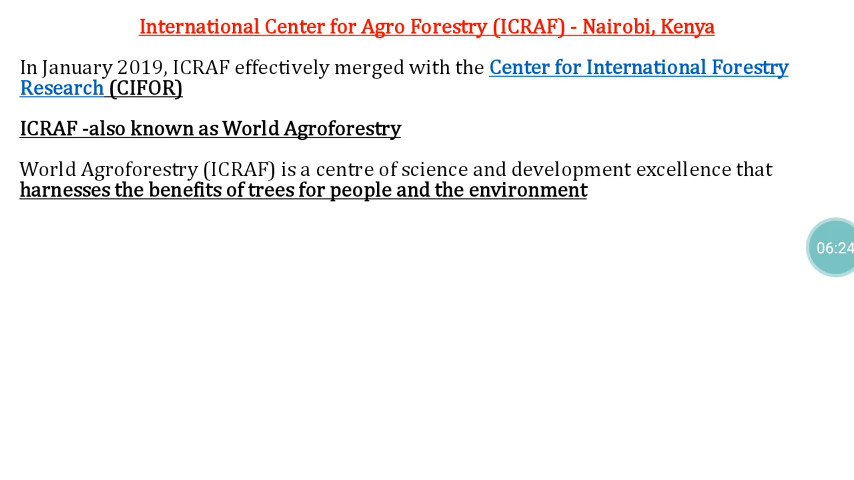 International Center for Agro Forestry (ICRAF) - Nairobi, Kenya
In January 2019, ICRAF effectively merged with the Center for International Forestry
Research (CIFOR)
ICRAF -also known as World Agroforestry
World Agroforestry (ICRAF) is a centre of science and development excellence that
harnesses the benefits of trees for people and the environment
06:24